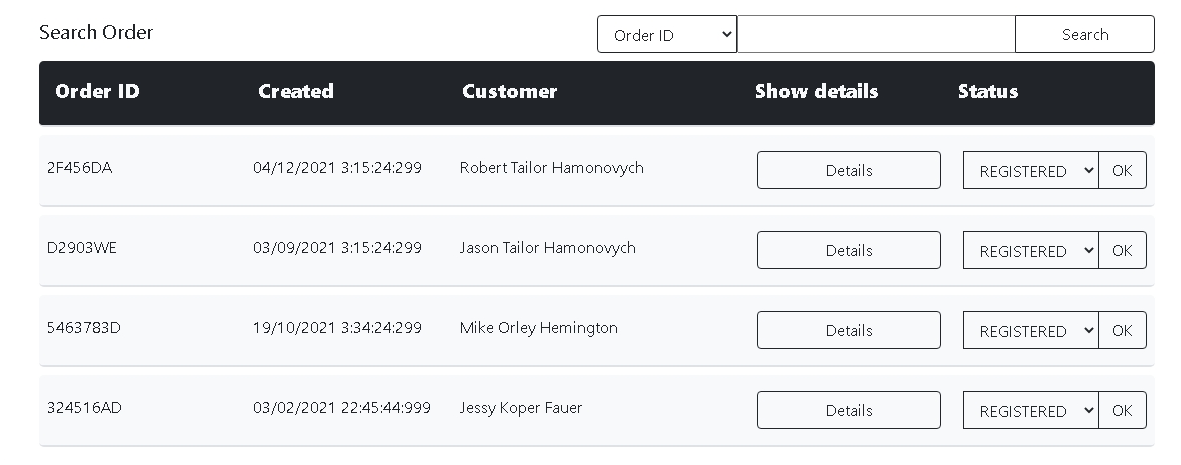 Search Order Order ID Search
Order ID Created Customer Show details Status
2F456DA 04/12/2021 3:15:24:299 Robert Tailor Hamonovych Details REGISTERED OK
D2903WE 03/09/2021 3:15:24:299 Jason Tailor Hamonovych Details REGISTERED OK
5463783D 19/10/2021 3:34:24:299 Mike Orley Hemington Details REGISTERED OK
324516AD 03/02/2021 22:45:44:999 Jessy Koper Fauer Details REGISTERED OK